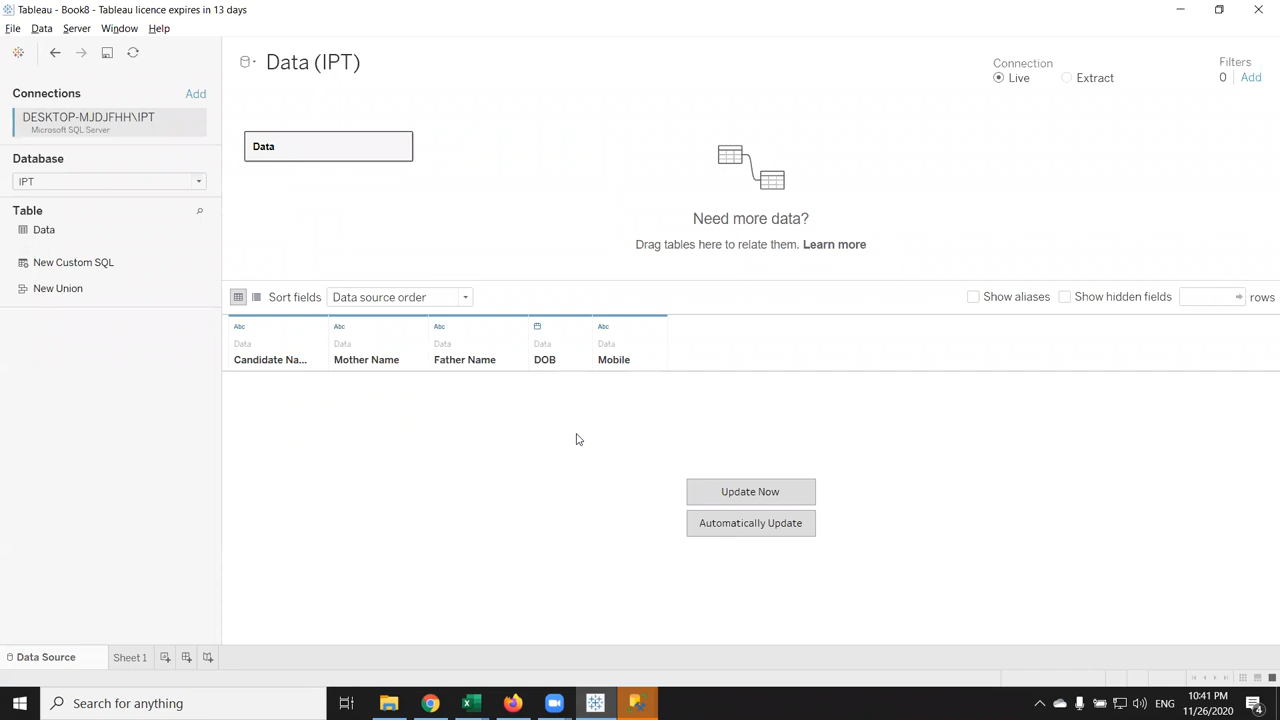 Tableau - Book8 - Tableau licence expires in 13 days
File Data Server Window Help
Connections Add
DESKTOP-MJDJFHH\IPT
Microsoft SQL Server
Database
IPT
Table
Data
New Custom SQL
New Union
Data (IPT)
Connection
Live Extract
Filters
0 Add
Data
Need more data?
Drag tables here to relate them. Learn more
Sort fields Data source order Show aliases Show hidden fields rows
Abc Abc Abc Abc
Data Data Data Data Data
Candidate Na... Mother Name Father Name DOB Mobile
Update Now
Automatically Update
Data Source Sheet 1
Search for anything
ENG
10:41 PM
11/26/2020
4